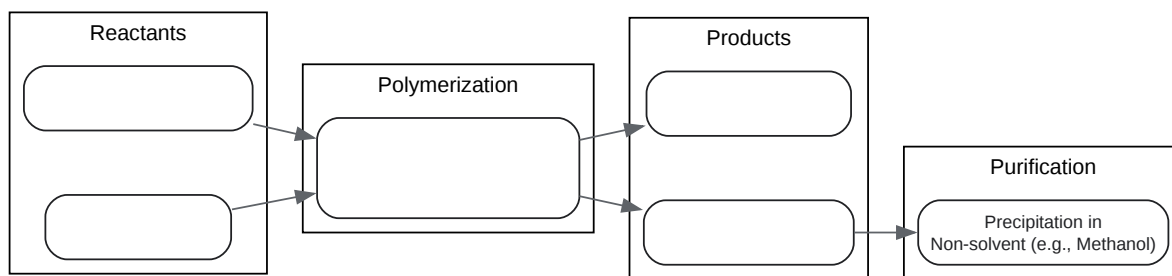 Reactants
Polymerization
Products
Purification
Precipitation in
Non-solvent (e.g., Methanol)